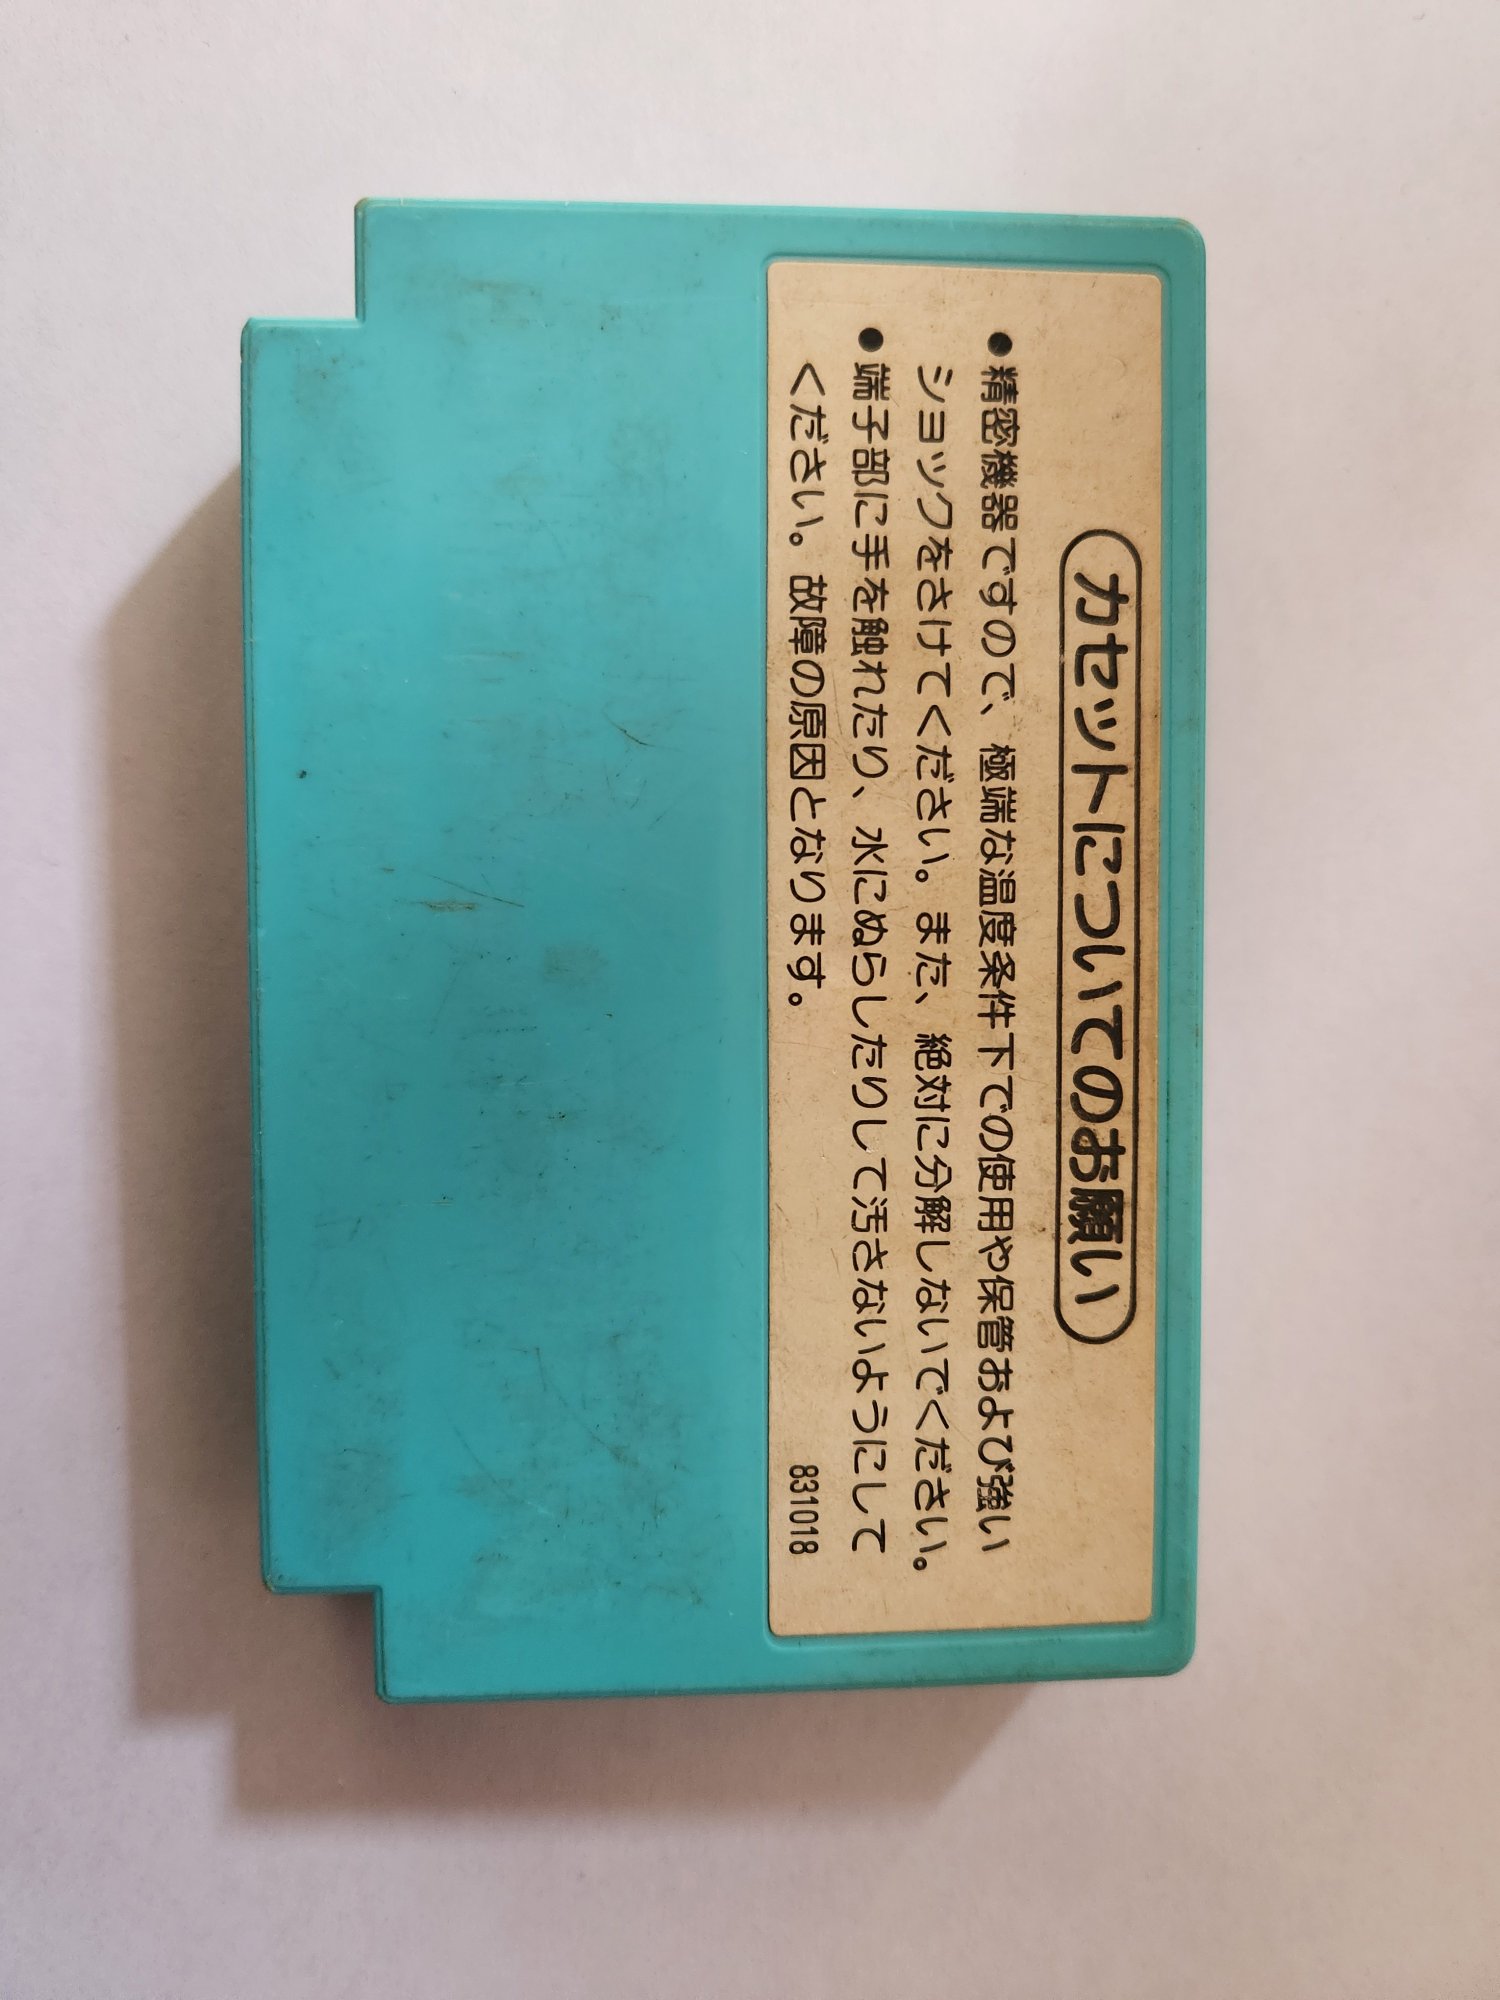 カセットについてのお願い
●精密機器ですので、極端な温度条件下での使用や保管および強い
ショックをさけてください。また、絶対に分解しないでください。
●端子部に手を触れたり、水にぬらしたりして汚さないようにして
ください。故障の原因となります。
831018